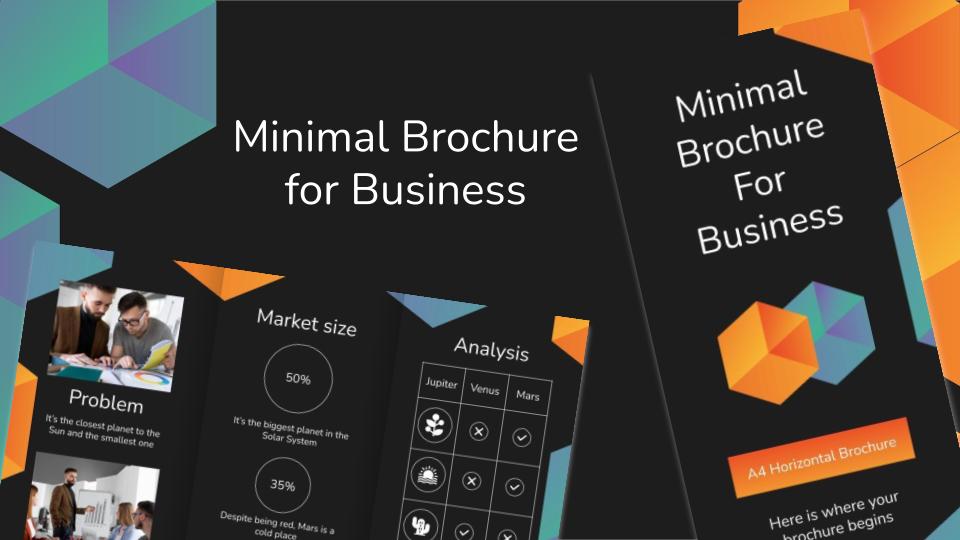 Minimal Brochure
for Business
Minimal
Brochure
For
Business
A4 Horizontal Brochure
Here is where your
brochure begins
Problem
It's the closest planet to the
Sun and the smallest one
Market size
50%
It's the biggest planet in the
Solar System
35%
Despite being red, Mars is a
cold place
Analysis
Jupiter Venus Mars